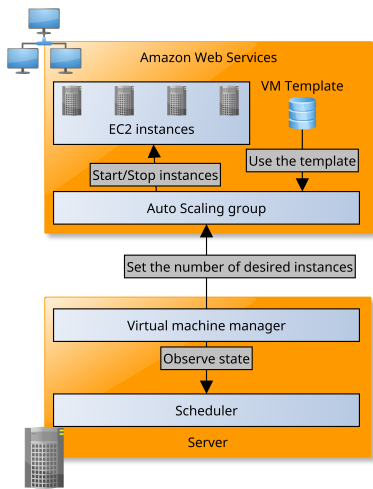 Amazon Web Services
VM Template
EC2 instances
Use the template
Start/Stop instances
Auto Scaling group
Set the number of desired instances
Virtual machine manager
Observe state
Scheduler
Server